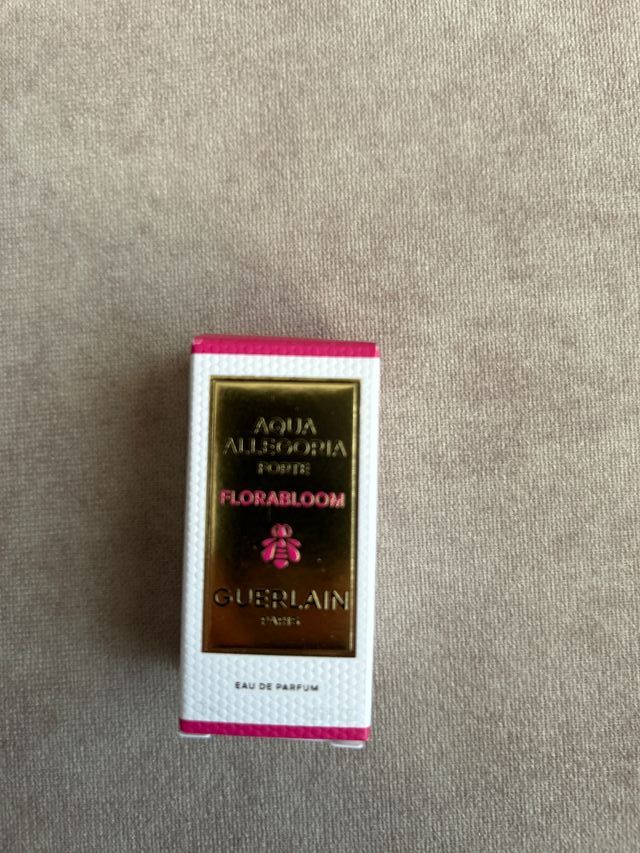 AQUA
ALLEGORIA
FORTE
FLORABLOOM
GUERLAIN
PARIS
EAU DE PARFUM